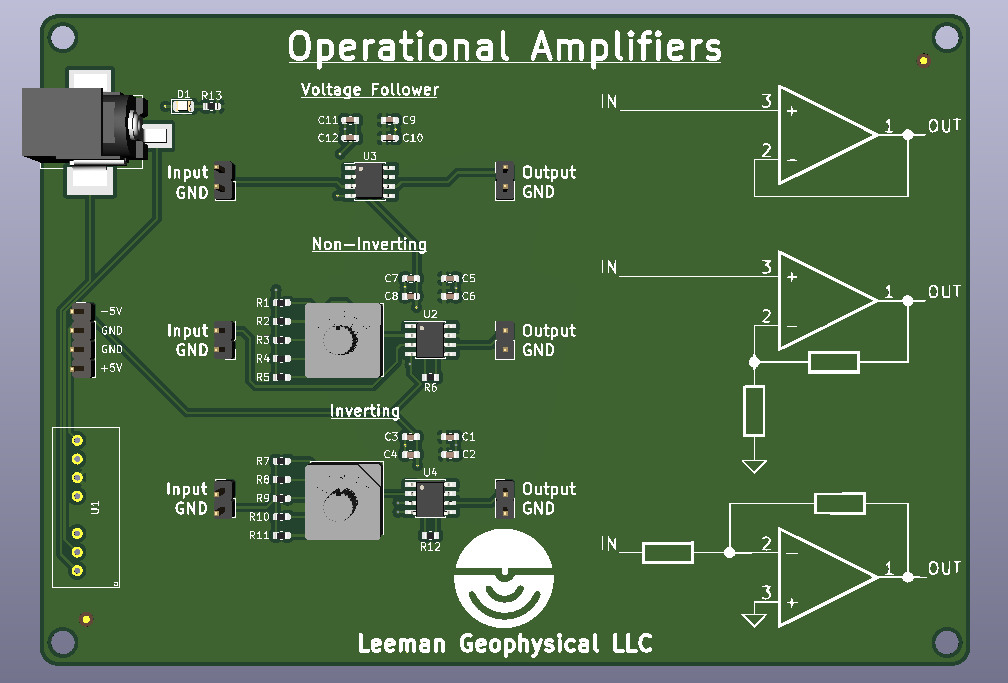 Operational Amplifiers
Voltage Follower
D1 R13
C11 C9
C12 C10
U3
Input Output
GND GND
IN 3 + 1 OUT
2 −
Non-Inverting
C7 C5
C8 C6
R1
U2
R2
Input R3 Output
GND R4 GND
R5
R6
−5V
GND
GND
+5V
IN 3 + 1 OUT
2 −
Inverting
C3 C1
C4 C2
R7
U4
R8
Input R9 Output
GND R10 GND
R11
R12
U1
IN 2 − 1 OUT
3 +
Leeman Geophysical LLC